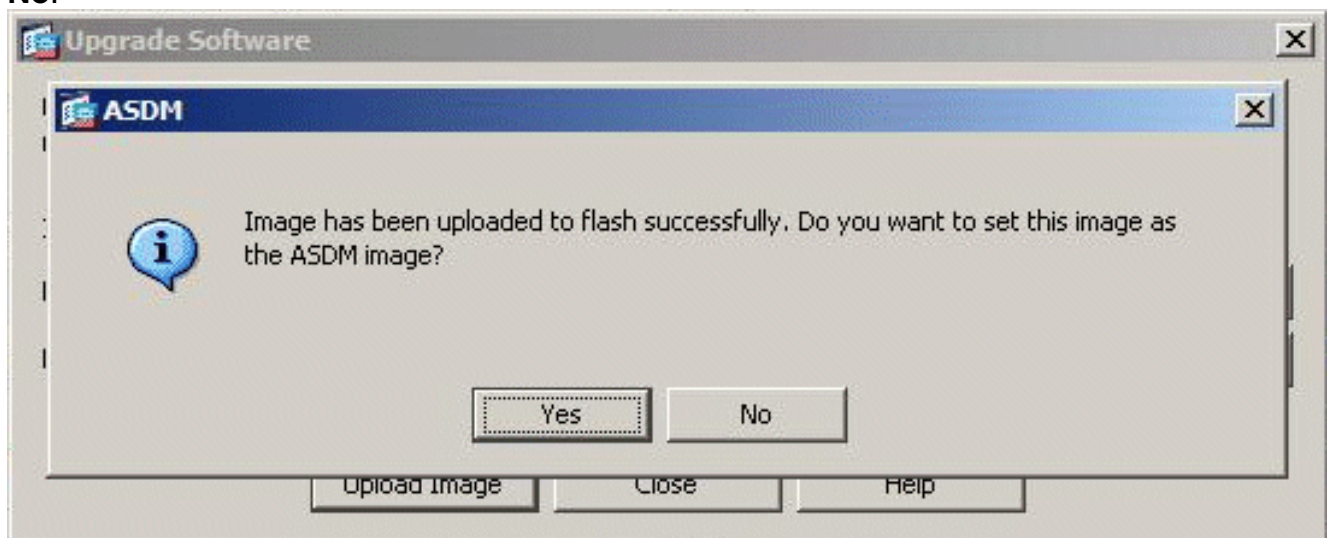 No.
Upgrade Software
ASDM
Image has been uploaded to flash successfully. Do you want to set this image as
the ASDM image?
Yes
No
Upload Image
Close
Help